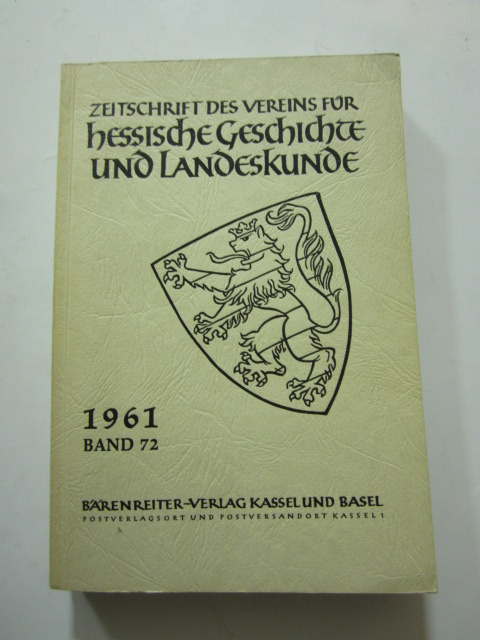 ZEITSCHRIFT DES VEREINS FÜR
hessische Geschichte
und Landeskunde
1961
BAND 72
BÄRENREITER-VERLAG KASSEL UND BASEL
POSTVERLAGSORT UND POSTVERSANDORT KASSEL 1